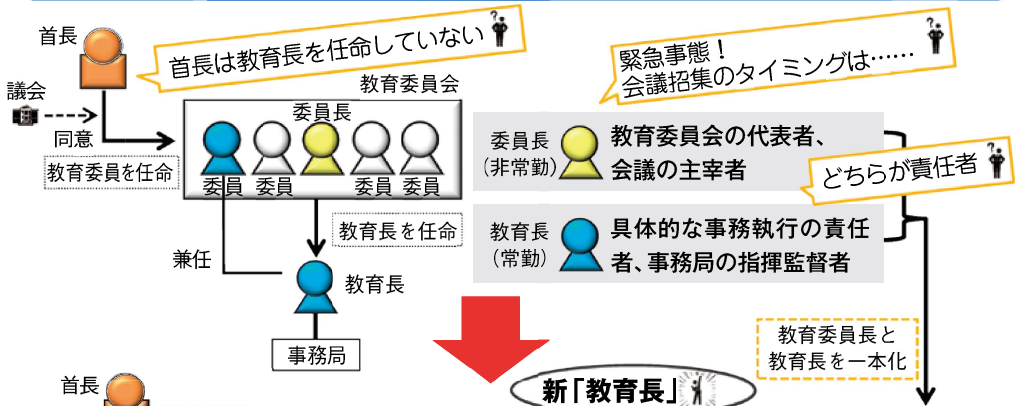 首長
首長は教育長を任命していない
議会
同意
教育委員を任命
教育委員会
委員長
委員
委員
委員
委員
教育長を任命
兼任
教育長
事務局
緊急事態！
会議招集のタイミングは……
委員長
（非常勤）
教育委員会の代表者、
会議の主宰者
どちらが責任者
教育長
（常勤）
具体的な事務執行の責任
者、事務局の指揮監督者
教育委員長と
教育長を一本化
首長
新「教育長」